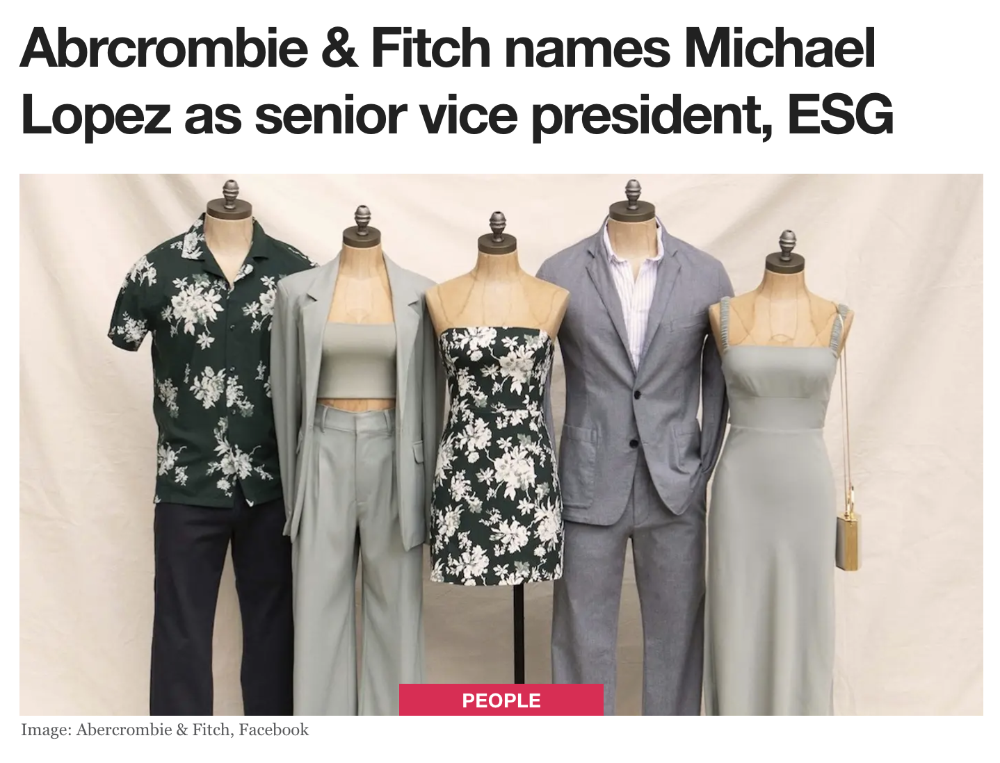 Abrcrombie & Fitch names Michael
Lopez as senior vice president, ESG
PEOPLE
Image: Abercrombie & Fitch, Facebook